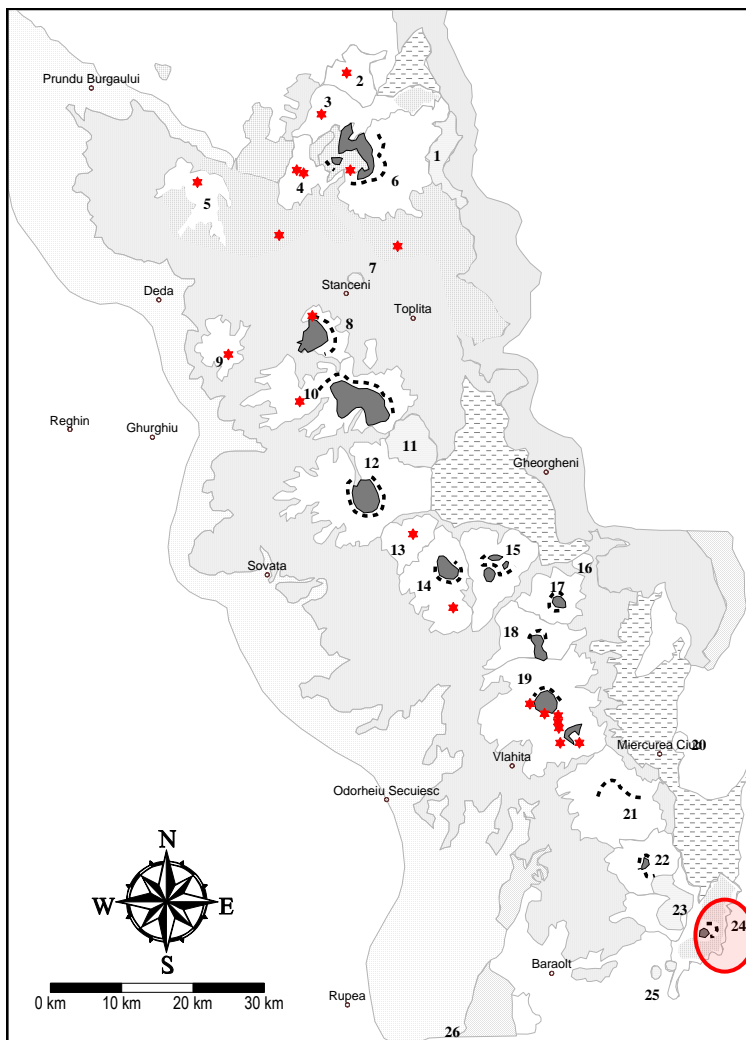 Prundu Burgaului
2
3
1
6
4
5
7
Stanceni
Deda
Toplita
8
9
10
Reghin
Ghurghiu
11
12
Gheorgheni
13
15
Sovata
14
16
17
18
19
Miercurea Ciuc
20
Vlahita
Odorheiu Secuiesc
21
N
22
W
E
23
24
S
Baraolt
0 km
10 km
20 km
30 km
Rupea
25
26